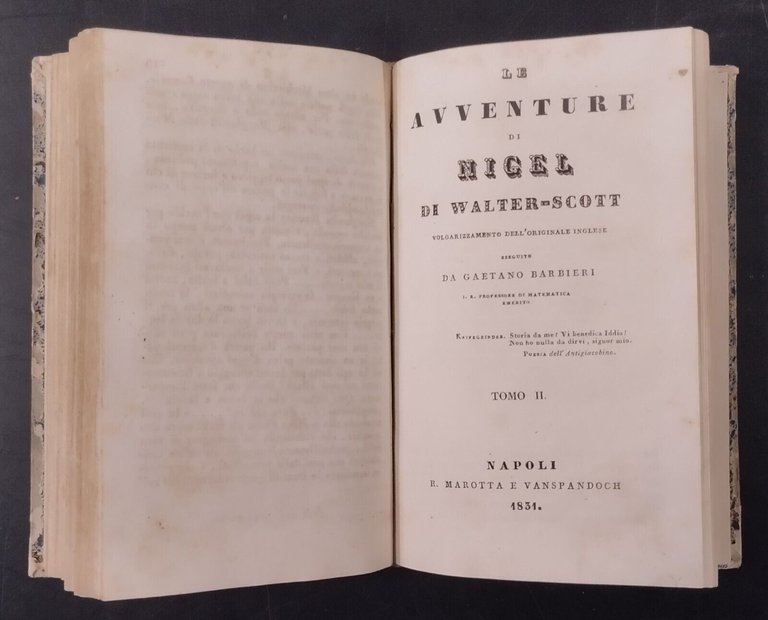 LE
AVVENTURE
DI
NIGEL
DI WALTER-SCOTT
VOLGARIZZAMENTO DELL'ORIGINALE INGLESE
ESEGUITO
DA GAETANO BARBIERI
I. R. PROFESSORE DI MATEMATICA
EMERITO
KNIFEGRINDER. Storia da me! Vi benedica Iddio!
Non ho nulla da dirvi, signor mio.
POESIA dell'Antigiacobino.
TOMO II.
NAPOLI
R. MAROTTA E VANSPANDOCH
1831.